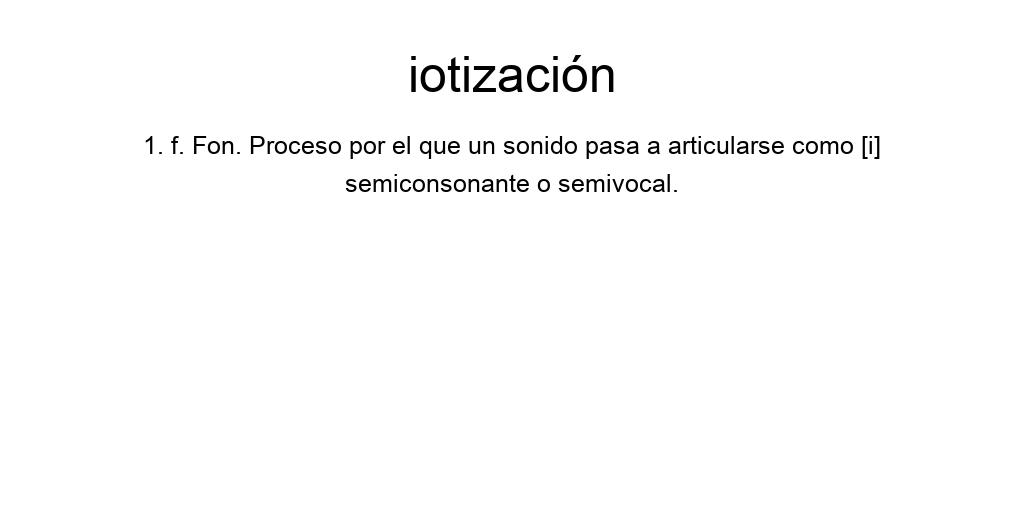 iotización
1. f. Fon. Proceso por el que un sonido pasa a articularse como [i]
semiconsonante o semivocal.